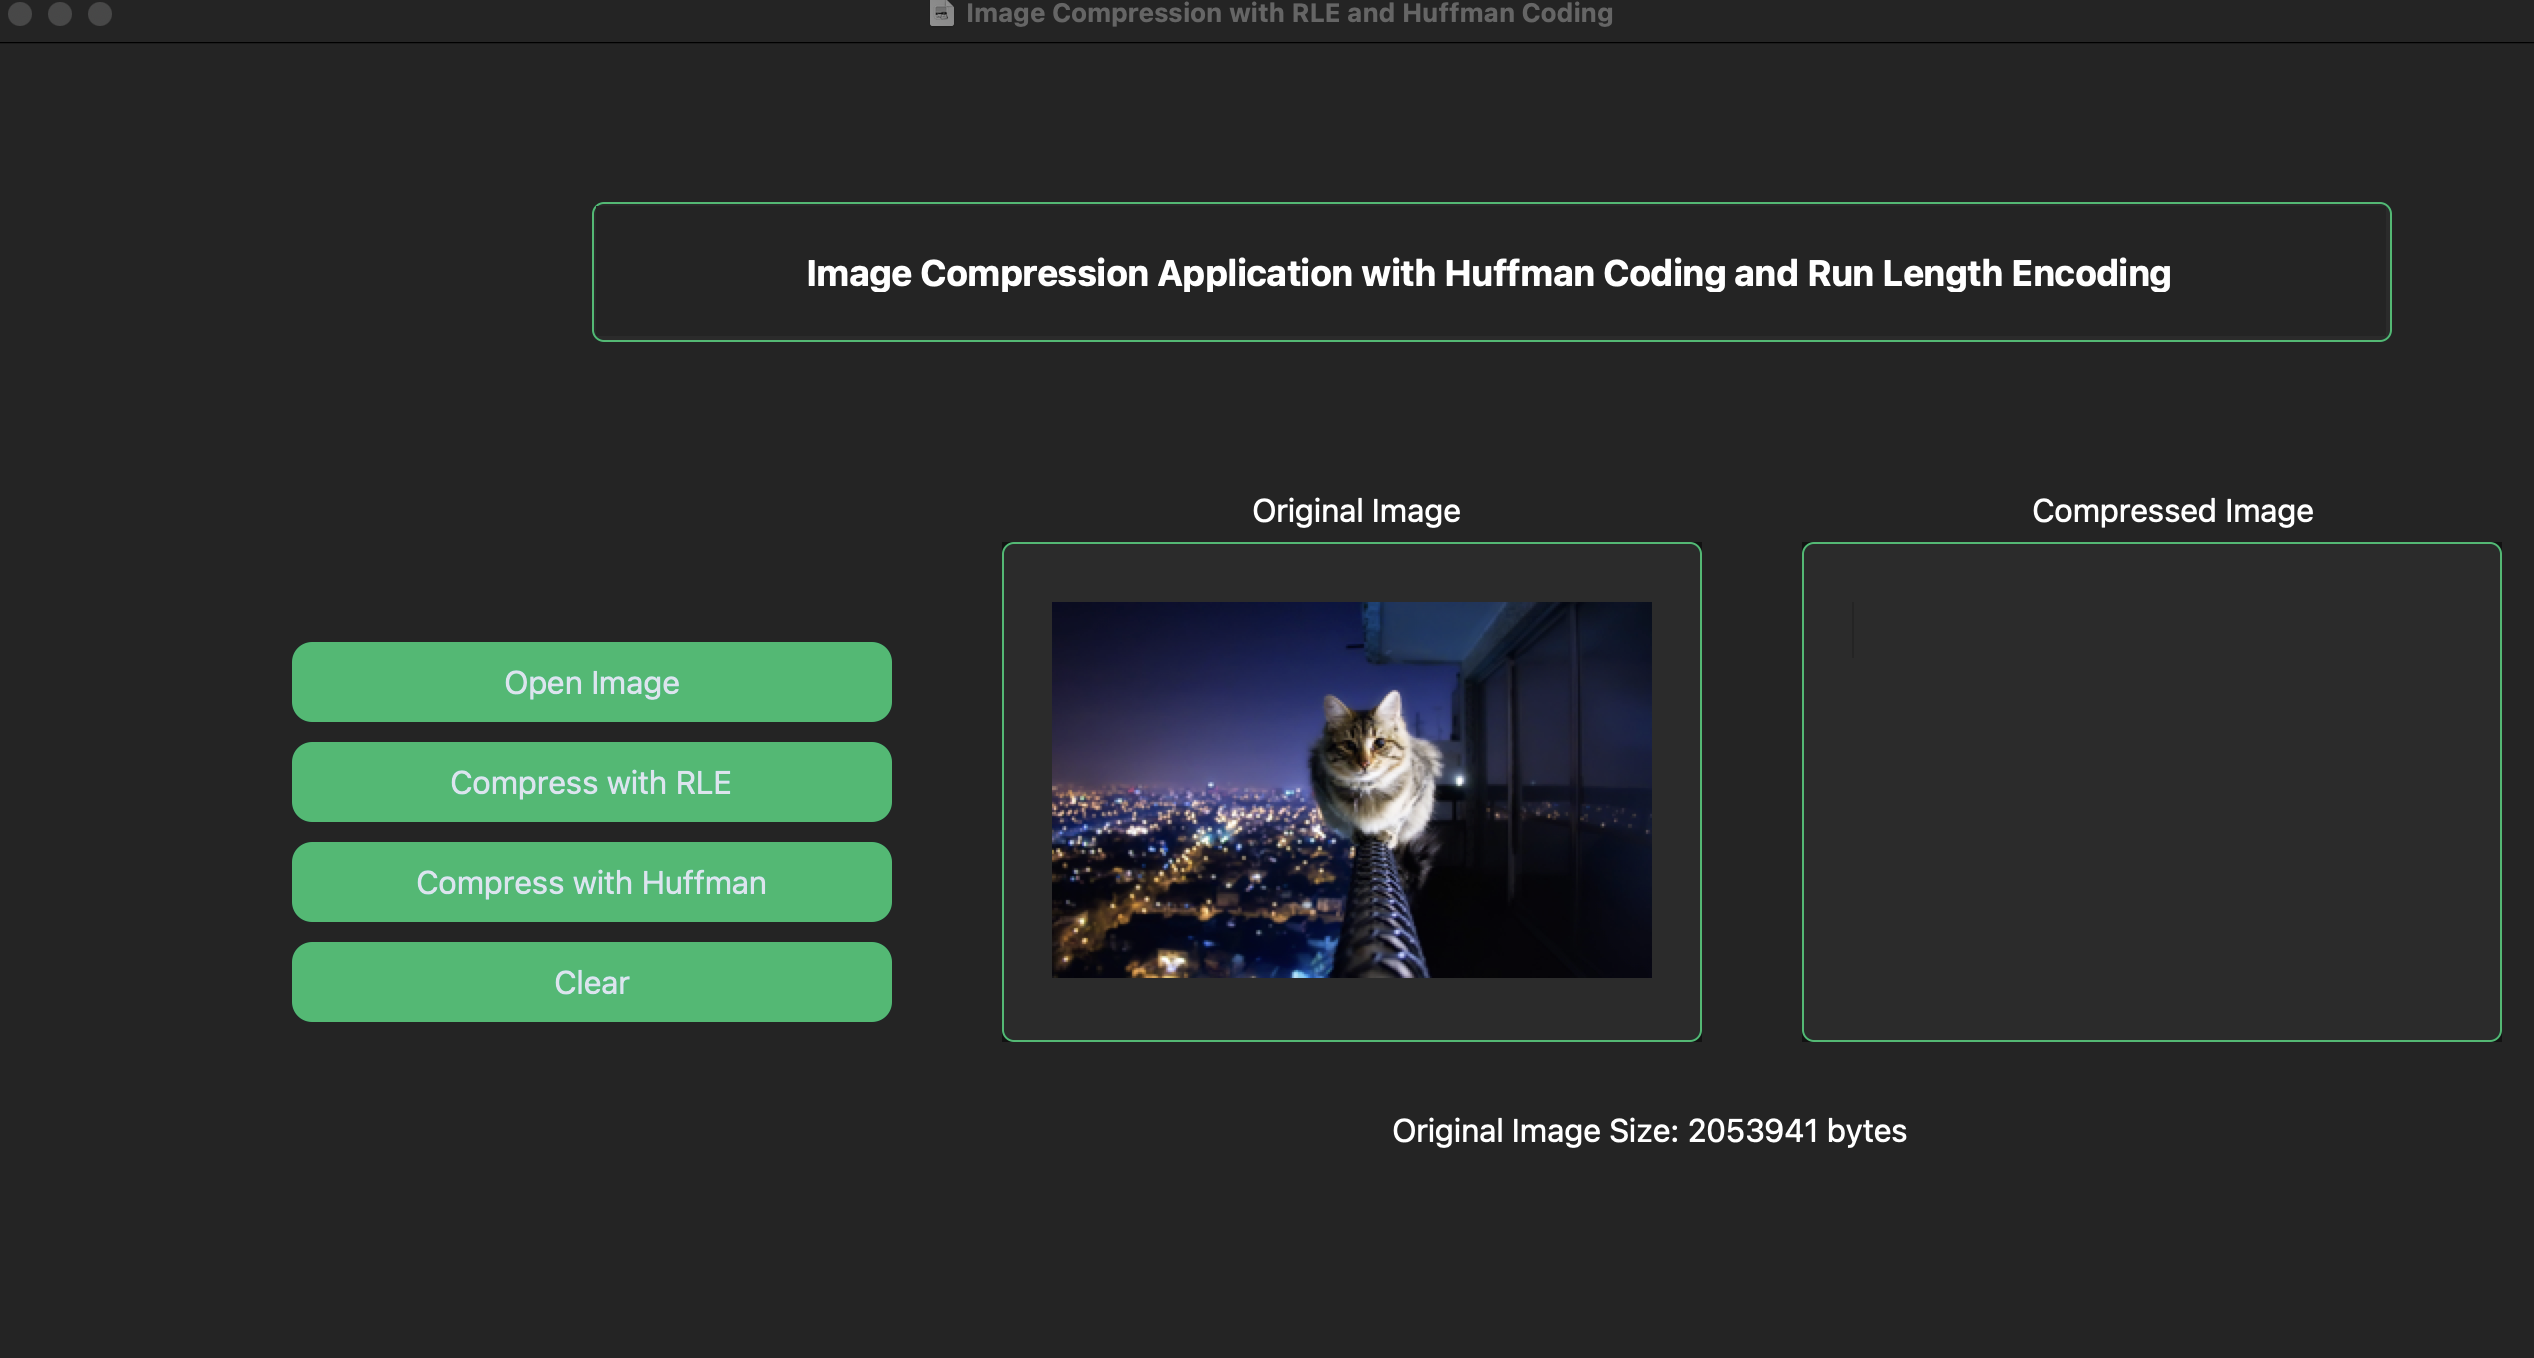 Image Compression with RLE and Huffman Coding
Image Compression Application with Huffman Coding and Run Length Encoding
Original Image
Compressed Image
Open Image
Compress with RLE
Compress with Huffman
Clear
Original Image Size: 2053941 bytes